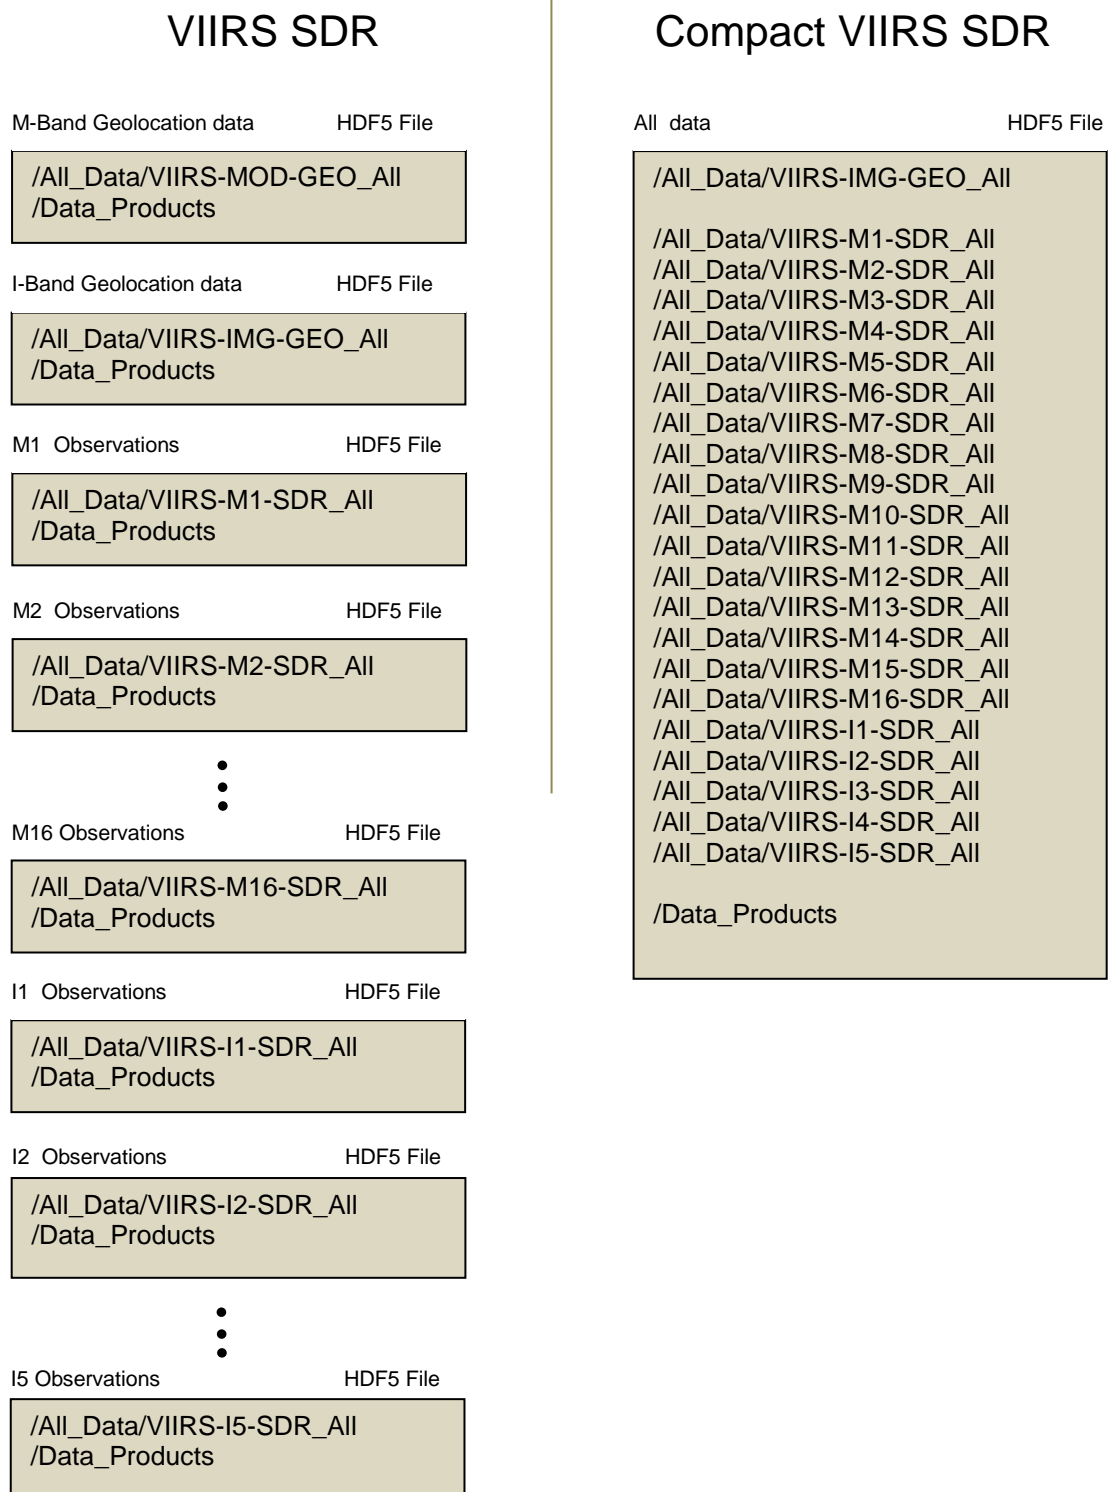 VIIRS SDR
M-Band Geolocation data HDF5 File
/All_Data/VIIRS-MOD-GEO_All
/Data_Products
I-Band Geolocation data HDF5 File
/All_Data/VIIRS-IMG-GEO_All
/Data_Products
M1 Observations HDF5 File
/All_Data/VIIRS-M1-SDR_All
/Data_Products
M2 Observations HDF5 File
/All_Data/VIIRS-M2-SDR_All
/Data_Products
M16 Observations HDF5 File
/All_Data/VIIRS-M16-SDR_All
/Data_Products
I1 Observations HDF5 File
/All_Data/VIIRS-I1-SDR_All
/Data_Products
I2 Observations HDF5 File
/All_Data/VIIRS-I2-SDR_All
/Data_Products
I5 Observations HDF5 File
/All_Data/VIIRS-I5-SDR_All
/Data_Products
Compact VIIRS SDR
All data HDF5 File
/All_Data/VIIRS-IMG-GEO_All
/All_Data/VIIRS-M1-SDR_All
/All_Data/VIIRS-M2-SDR_All
/All_Data/VIIRS-M3-SDR_All
/All_Data/VIIRS-M4-SDR_All
/All_Data/VIIRS-M5-SDR_All
/All_Data/VIIRS-M6-SDR_All
/All_Data/VIIRS-M7-SDR_All
/All_Data/VIIRS-M8-SDR_All
/All_Data/VIIRS-M9-SDR_All
/All_Data/VIIRS-M10-SDR_All
/All_Data/VIIRS-M11-SDR_All
/All_Data/VIIRS-M12-SDR_All
/All_Data/VIIRS-M13-SDR_All
/All_Data/VIIRS-M14-SDR_All
/All_Data/VIIRS-M15-SDR_All
/All_Data/VIIRS-M16-SDR_All
/All_Data/VIIRS-I1-SDR_All
/All_Data/VIIRS-I2-SDR_All
/All_Data/VIIRS-I3-SDR_All
/All_Data/VIIRS-I4-SDR_All
/All_Data/VIIRS-I5-SDR_All
/Data_Products